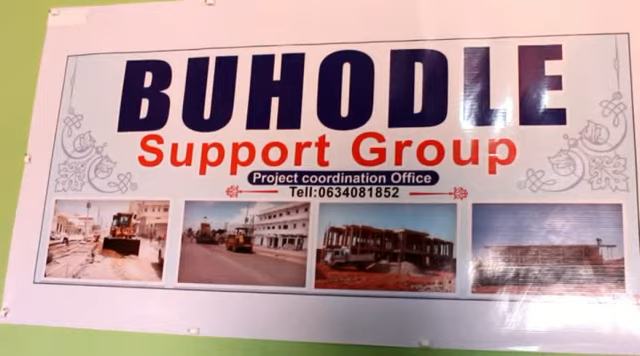 BUHODLE
Support Group
Project coordination Office
Tell:0634081852